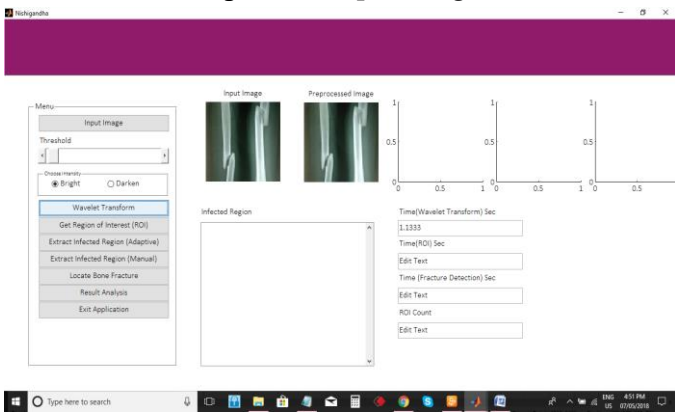 Nishigandha
Menu
Input Image
Threshold
Choose Intensity
Bright
Darken
Wavelet Transform
Get Region of Interest (ROI)
Extract Infected Region (Adaptive)
Extract Infected Region (Manual)
Locate Bone Fracture
Result Analysis
Exit Application
Input Image
Preprocessed Image
1
0.5
0
0 0.5 1
1
0.5
0
0 0.5 1
1
0.5
0
0 0.5
Infected Region
Time(Wavelet Transform) Sec
1.1333
Time(ROI) Sec
Edit Text
Time (Fracture Detection) Sec
Edit Text
ROI Count
Edit Text
Type here to search
ENG
US
4:51 PM
07/05/2018